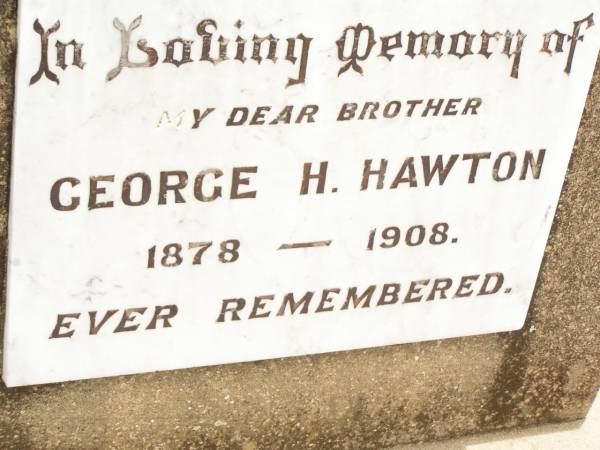 In Loving Memory of
MY DEAR BROTHER
GEORGE H. HAWTON
1878 — 1908.
EVER REMEMBERED.